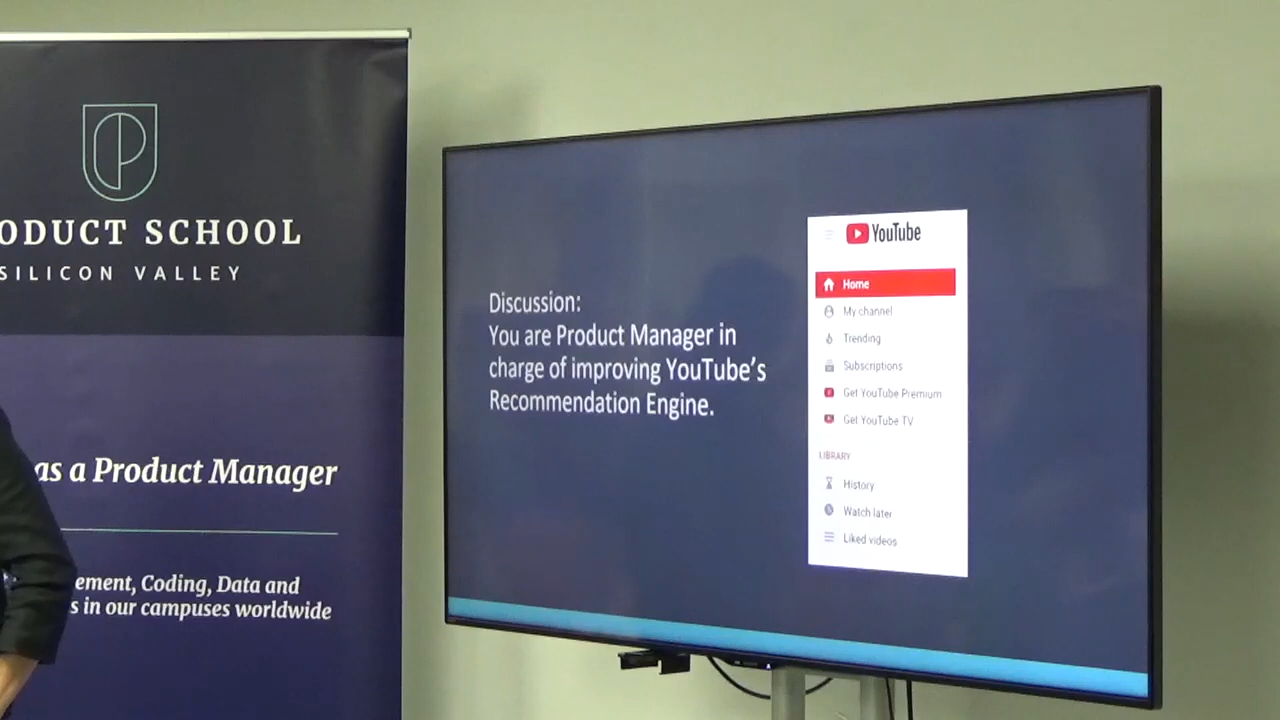 ODUCT SCHOOL
SILICON VALLEY
as a Product Manager
ement, Coding, Data and
s in our campuses worldwide
Discussion:
You are Product Manager in
charge of improving YouTube's
Recommendation Engine.
YouTube
Home
My channel
Trending
Subscriptions
Get YouTube Premium
Get YouTube TV
LIBRARY
History
Watch later
Liked videos